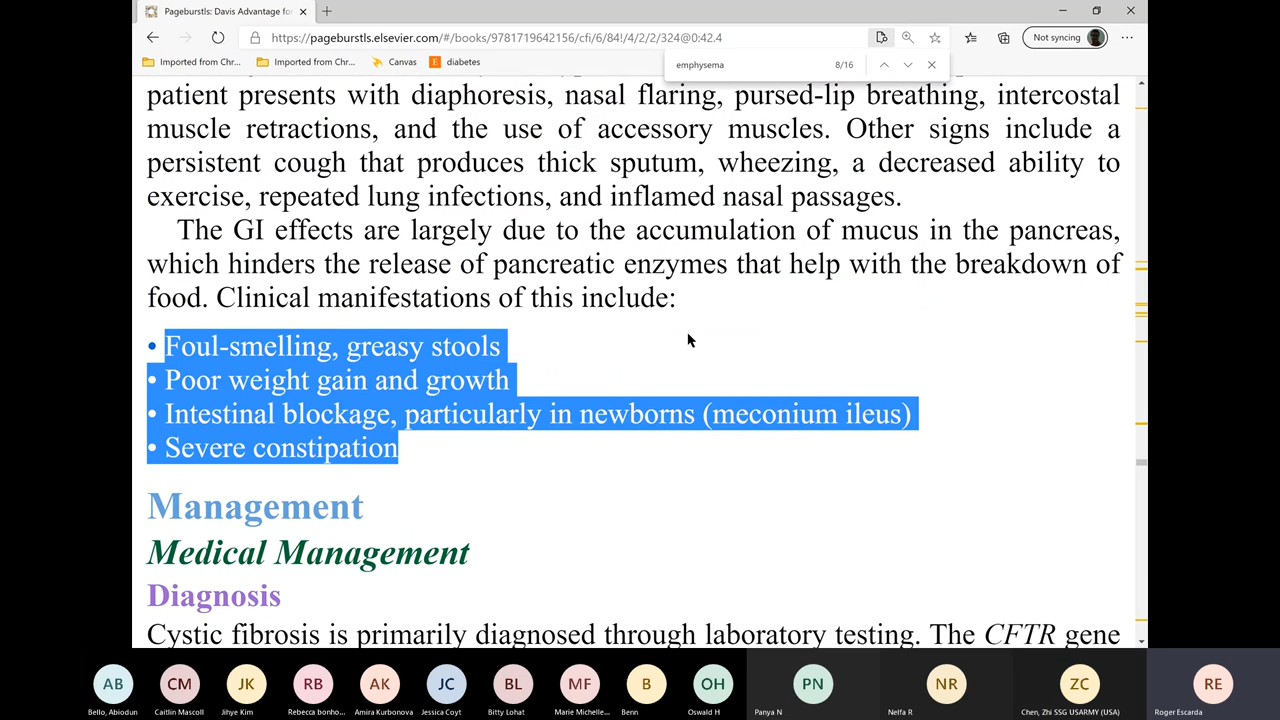 Pageburstls: Davis Advantage for
https://pageburstls.elsevier.com/#/books/9781719642156/cfi/6/84!/4/2/2/324@0:42.4
Not syncing
Imported from Chr...
Imported from Chr...
Canvas
diabetes
emphysema
8/16
patient presents with diaphoresis, nasal flaring, pursed-lip breathing, intercostal
muscle retractions, and the use of accessory muscles. Other signs include a
persistent cough that produces thick sputum, wheezing, a decreased ability to
exercise, repeated lung infections, and inflamed nasal passages.
The GI effects are largely due to the accumulation of mucus in the pancreas,
which hinders the release of pancreatic enzymes that help with the breakdown of
food. Clinical manifestations of this include:
• Foul-smelling, greasy stools
• Poor weight gain and growth
• Intestinal blockage, particularly in newborns (meconium ileus)
• Severe constipation
Management
Medical Management
Diagnosis
Cystic fibrosis is primarily diagnosed through laboratory testing. The CFTR gene
AB
CM
JK
RB
AK
JC
BL
MF
B
OH
PN
NR
ZC
RE
Bello, Abiodun
Caitlin Mascoll
Jihye Kim
Rebecca bonho...
Amira Kurbonova
Jessica Coyt
Bitty Lohat
Marie Michelle...
Benn
Oswald H
Panya N
Nelfa R
Chen, Zhi SSG USARMY (USA)
Roger Escarda